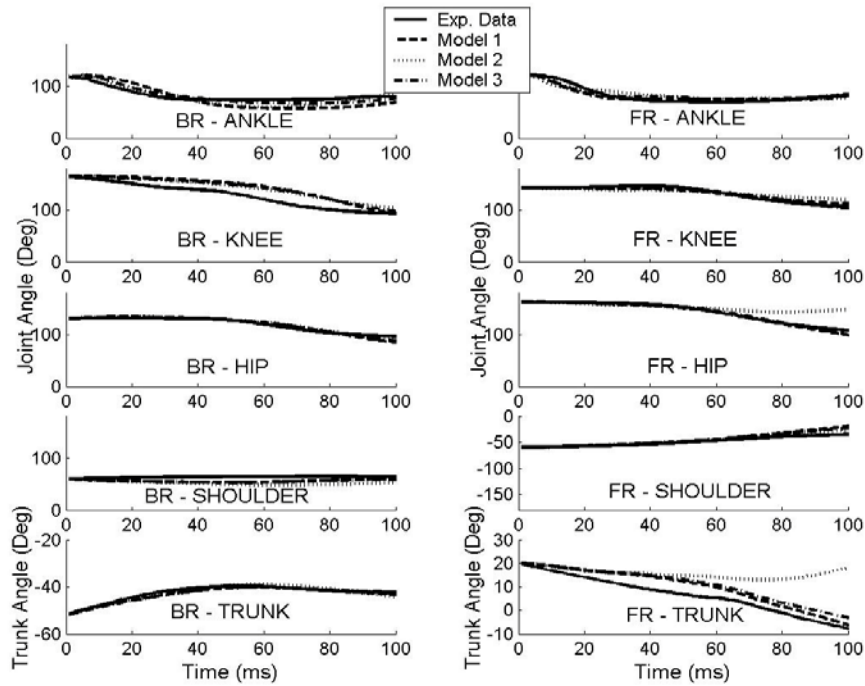 Exp. Data
Model 1
Model 2
Model 3
100
0
BR - ANKLE
0 20 40 60 80 100
100
0
FR - ANKLE
0 20 40 60 80 100
Joint Angle (Deg)
100
0
BR - KNEE
0 20 40 60 80 100
Joint Angle (Deg)
100
0
FR - KNEE
0 20 40 60 80 100
100
0
BR - HIP
0 20 40 60 80 100
100
0
FR - HIP
0 20 40 60 80 100
100
0
BR - SHOULDER
0 20 40 60 80 100
0
-50
-100
-150
FR - SHOULDER
0 20 40 60 80 100
Trunk Angle (Deg)
-20
-40
-60
BR - TRUNK
0 20 40 60 80 100
Time (ms)
Trunk Angle (Deg)
30
20
10
0
-10
FR - TRUNK
0 20 40 60 80 100
Time (ms)